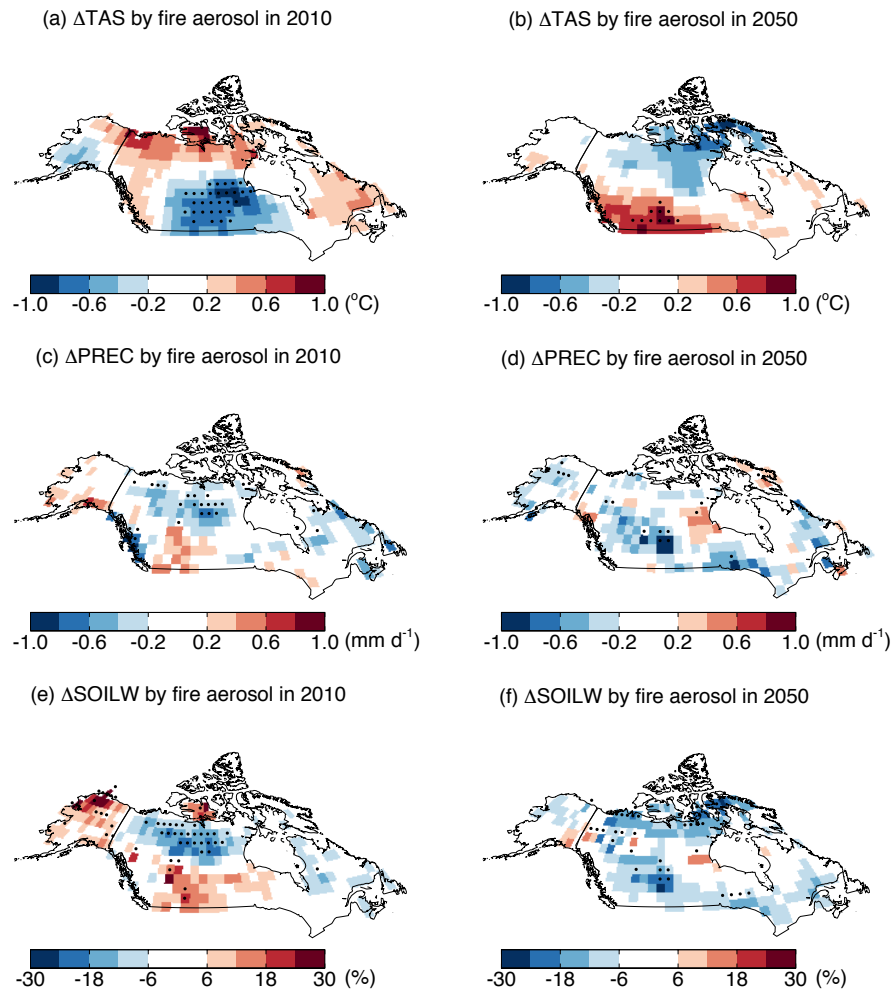 (a) ΔTAS by fire aerosol in 2010
(b) ΔTAS by fire aerosol in 2050
-1.0 -0.6 -0.2 0.2 0.6 1.0 (°C)
-1.0 -0.6 -0.2 0.2 0.6 1.0 (°C)
(c) ΔPREC by fire aerosol in 2010
(d) ΔPREC by fire aerosol in 2050
-1.0 -0.6 -0.2 0.2 0.6 1.0 (mm d⁻¹)
-1.0 -0.6 -0.2 0.2 0.6 1.0 (mm d⁻¹)
(e) ΔSOILW by fire aerosol in 2010
(f) ΔSOILW by fire aerosol in 2050
-30 -18 -6 6 18 30 (%)
-30 -18 -6 6 18 30 (%)